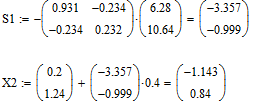 S1 := -(0.931 -0.234 -0.234 0.232)·(6.28 10.64) = (-3.357 -0.999)
X2 := (0.2 1.24) + (-3.357 -0.999)·0.4 = (-1.143 0.84)